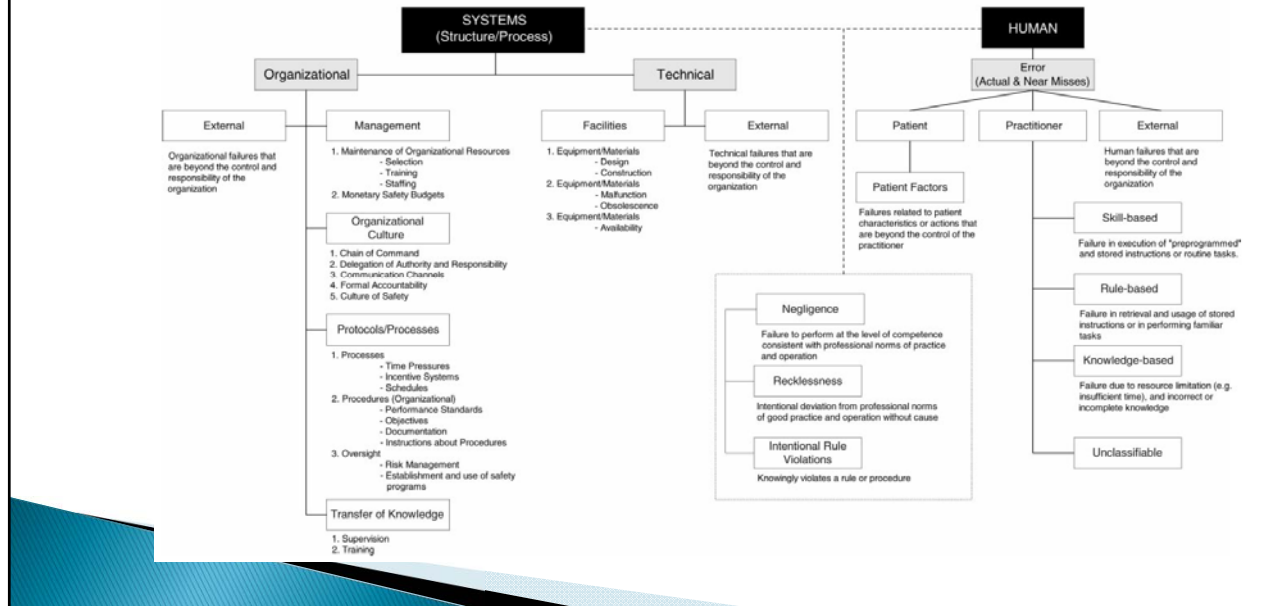 SYSTEMS
(Structure/Process)
HUMAN
Organizational
Technical
Error
(Actual & Near Misses)
External
Organizational failures that
are beyond the control and
responsibility of the
organization
Management
1. Maintenance of Organizational Resources
- Selection
- Training
- Staffing
2. Monetary Safety Budgets
Organizational
Culture
1. Chain of Command
2. Delegation of Authority and Responsibility
3. Communication Channels
4. Formal Accountability
5. Culture of Safety
Protocols/Processes
1. Processes
- Time Pressures
- Incentive Systems
- Schedules
2. Procedures (Organizational)
- Performance Standards
- Objectives
- Documentation
- Instructions about Procedures
3. Oversight
- Risk Management
- Establishment and use of safety
programs
Transfer of Knowledge
1. Supervision
2. Training
Facilities
1. Equipment/Materials
- Design
- Construction
2. Equipment/Materials
- Malfunction
- Obsolescence
3. Equipment/Materials
- Availability
External
Technical failures that are
beyond the control and
responsibility of the
organization
Patient
Patient Factors
Failures related to patient
characteristics or actions that
are beyond the control of the
practitioner
Practitioner
External
Human failures that are
beyond the control and
responsibility of the
organization
Skill-based
Failure in execution of "preprogrammed"
and stored instructions or routine tasks.
Rule-based
Failure in retrieval and usage of stored
instructions or in performing familiar
tasks
Knowledge-based
Failure due to resource limitation (e.g.
insufficient time), and incorrect or
incomplete knowledge
Unclassifiable
Negligence
Failure to perform at the level of competence
consistent with professional norms of practice
and operation
Recklessness
Intentional deviation from professional norms
of good practice and operation without cause
Intentional Rule
Violations
Knowingly violates a rule or procedure